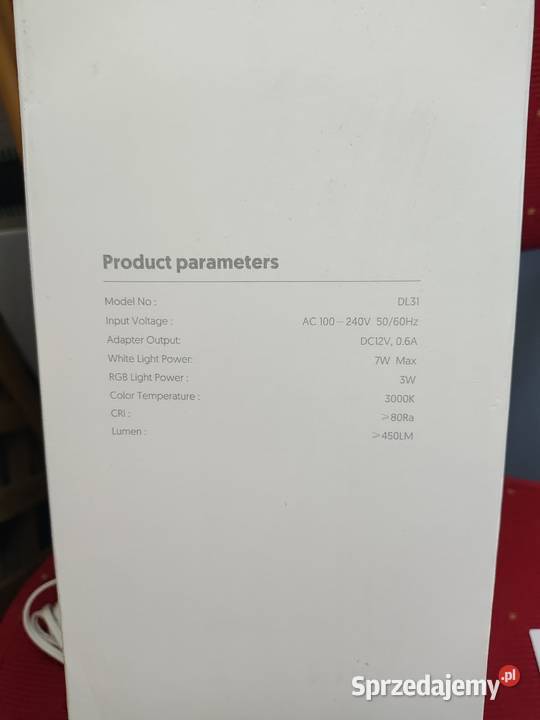 Product parameters
Model No : DL31
Input Voltage : AC 100－240V 50/60Hz
Adapter Output: DC12V, 0.6A
White Light Power: 7W Max
RGB Light Power : 3W
Color Temperature : 3000K
CRI : ≥80Ra
Lumen : ≥450LM
Sprzedajemy.pl